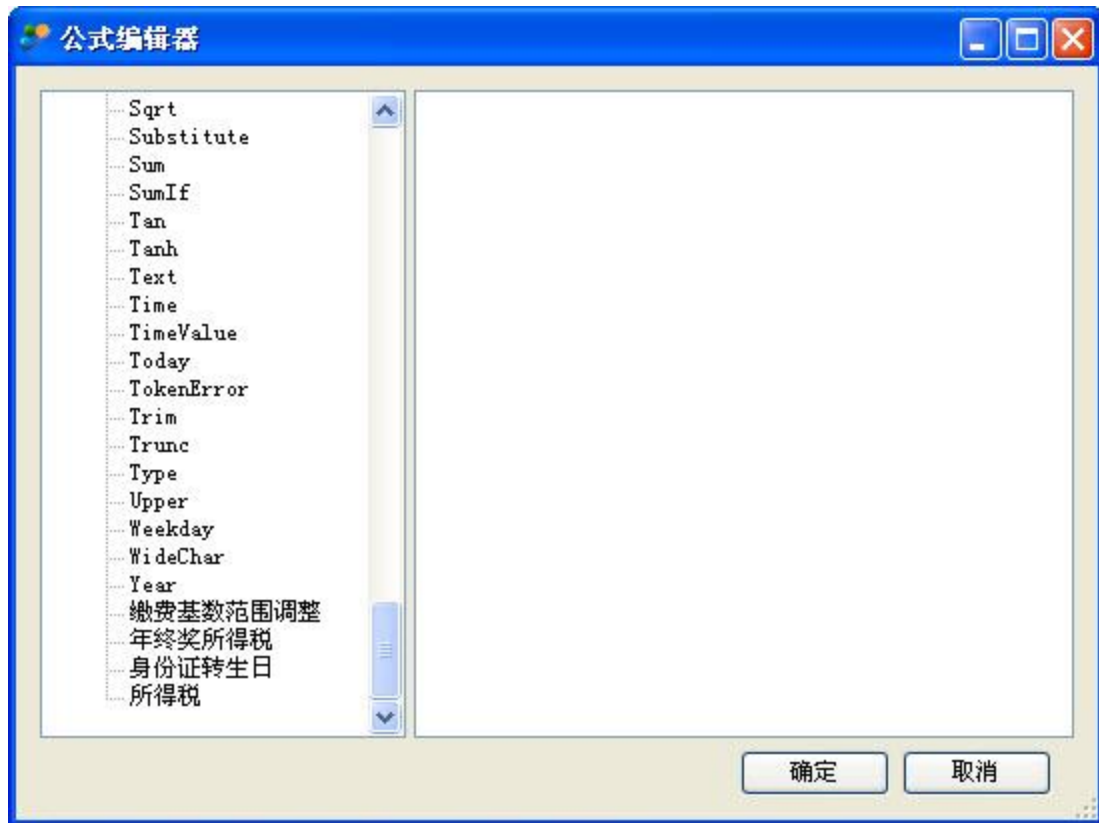 公式编辑器
Sqrt
Substitute
Sum
SumIf
Tan
Tanh
Text
Time
TimeValue
Today
TokenError
Trim
Trunc
Type
Upper
Weekday
WideChar
Year
缴费基数范围调整
年终奖所得税
身份证转生日
所得税
确定 取消